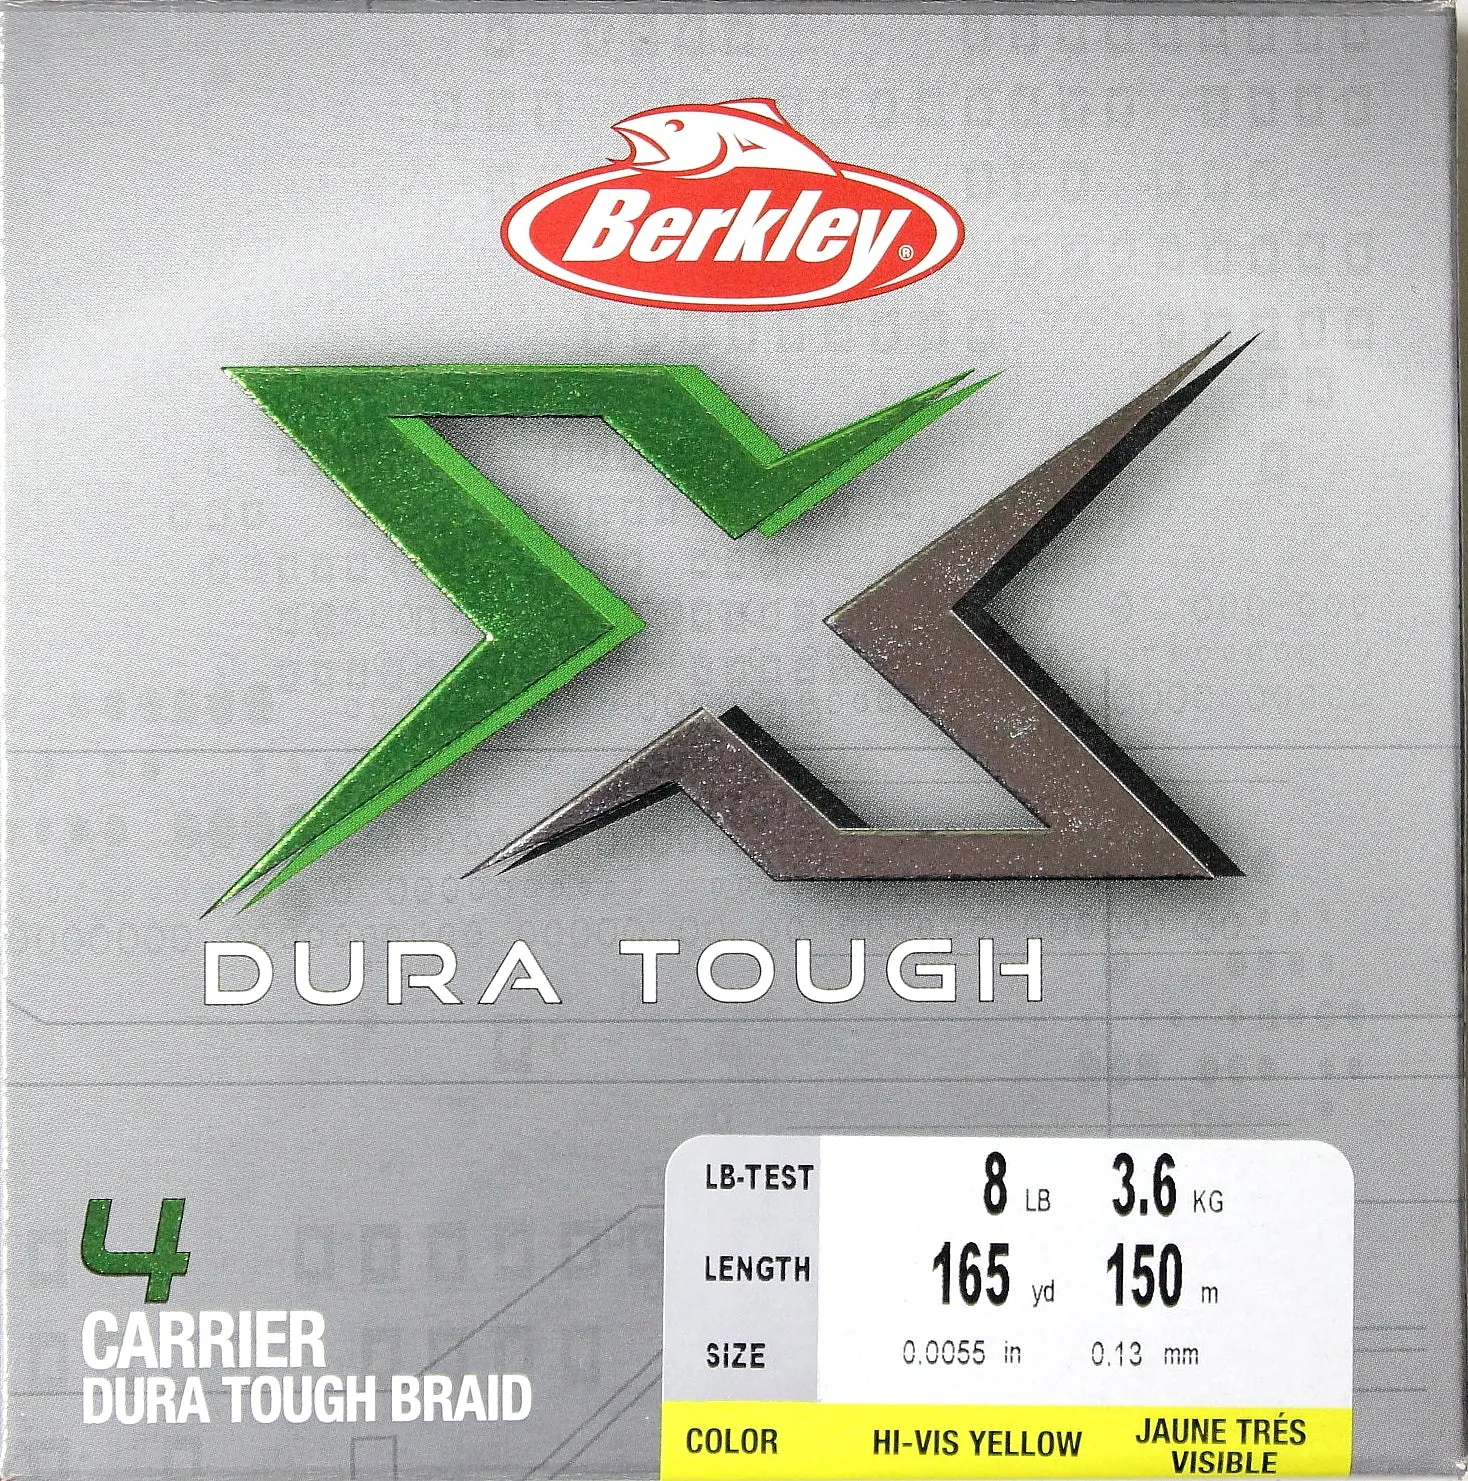 Berkley®
X
DURA TOUGH
4
CARRIER
DURA TOUGH BRAID
LB-TEST 8 LB 3.6 KG
LENGTH 165 yd 150 m
SIZE 0.0055 in 0.13 mm
COLOR HI-VIS YELLOW JAUNE TRÉS
VISIBLE